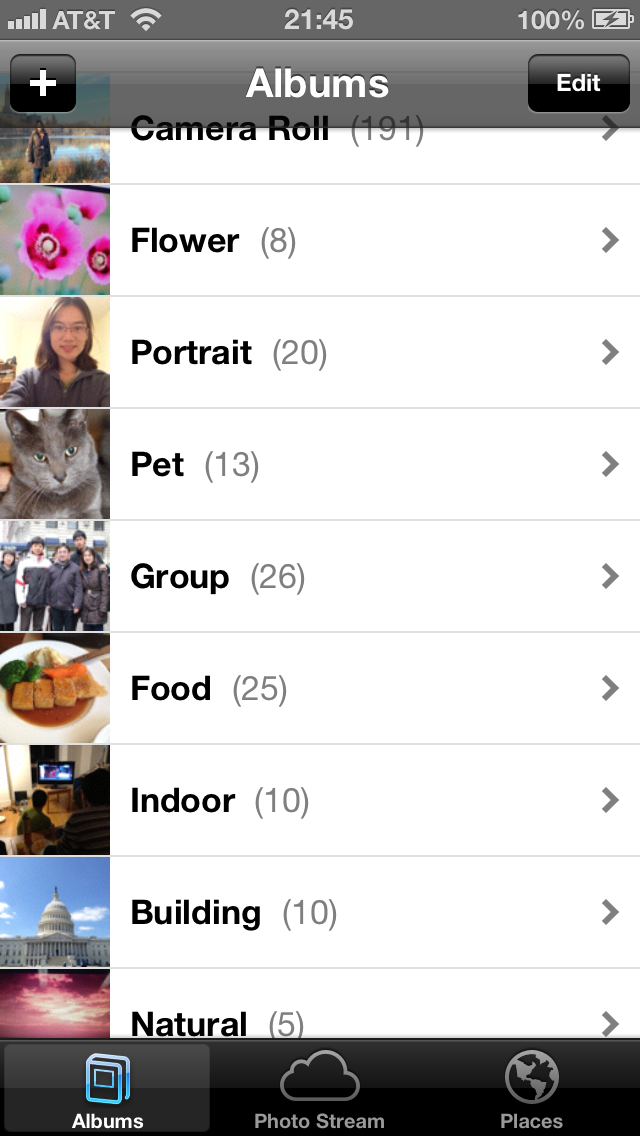 AT&T 21:45 100%
+ Albums Edit
Camera Roll (191)
Flower (8)
Portrait (20)
Pet (13)
Group (26)
Food (25)
Indoor (10)
Building (10)
Natural (5)
Albums Photo Stream Places